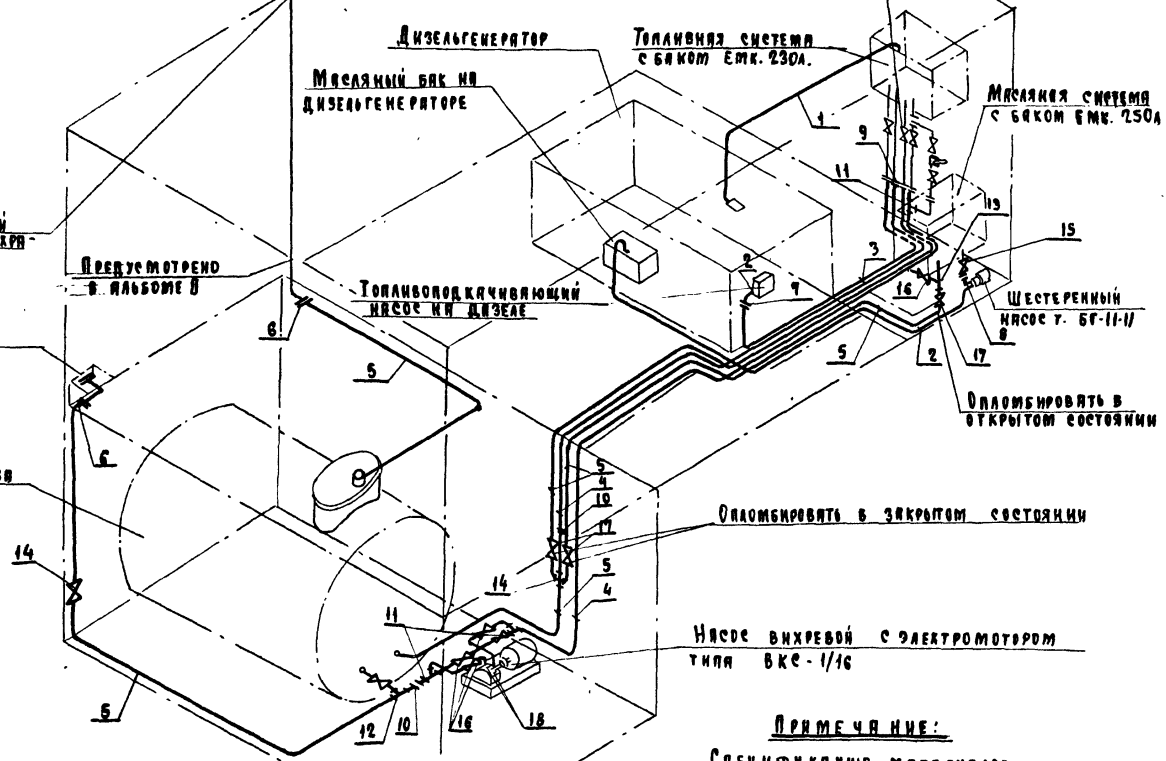 Дизельгенератор
Топливная система
с баком емк. 230л.
Масляный бак на
дизельгенераторе
Масляная система
с баком емк. 250л
1
9
11
13
15
Предусмотрено
в альбоме
Топливоподкачивающий
насос на дизеле
2
3
16
Шестеренный
насос т. БГ-11-11
8
6
5
5
2
17
Опломбировать в
открытом состоянии
6
5
4
10
17
Опломбировать в закрытом состоянии
14
14
5
4
11
Насос вихревой с электромотором
типа ВКС-1/16
5
12
10
16
18
Примечание: